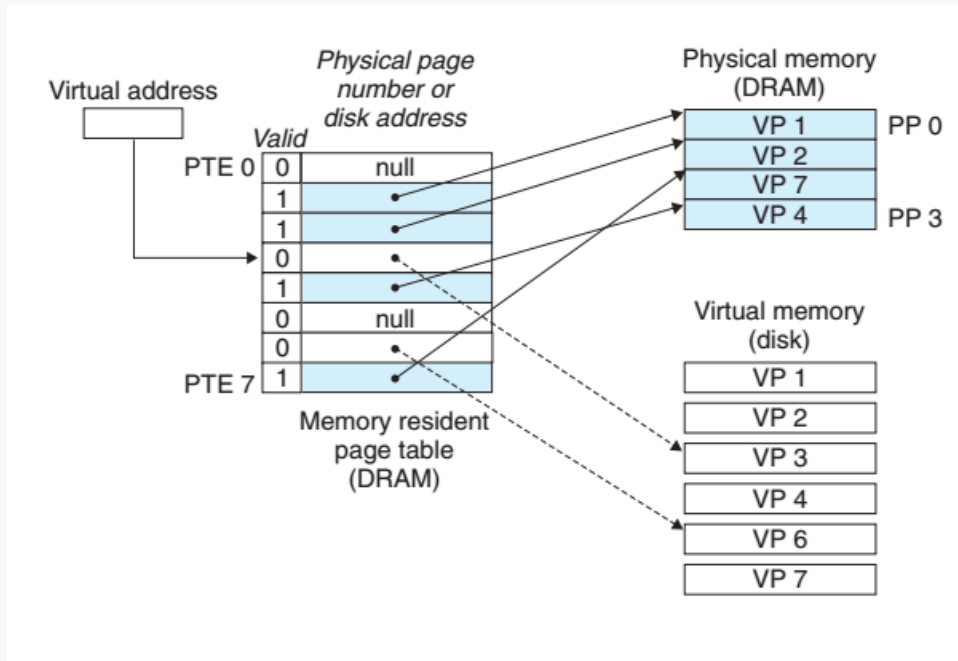 Virtual address
Physical page
number or
disk address
Valid
PTE 0
0
null
1
1
0
1
0
null
0
PTE 7
1
Memory resident
page table
(DRAM)
Physical memory
(DRAM)
VP 1
PP 0
VP 2
VP 7
VP 4
PP 3
Virtual memory
(disk)
VP 1
VP 2
VP 3
VP 4
VP 6
VP 7